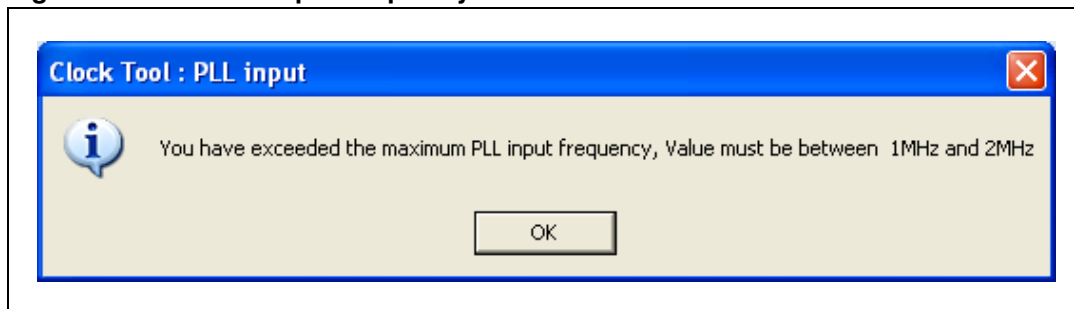 Clock Tool : PLL input
You have exceeded the maximum PLL input frequency, Value must be between 1MHz and 2MHz
OK